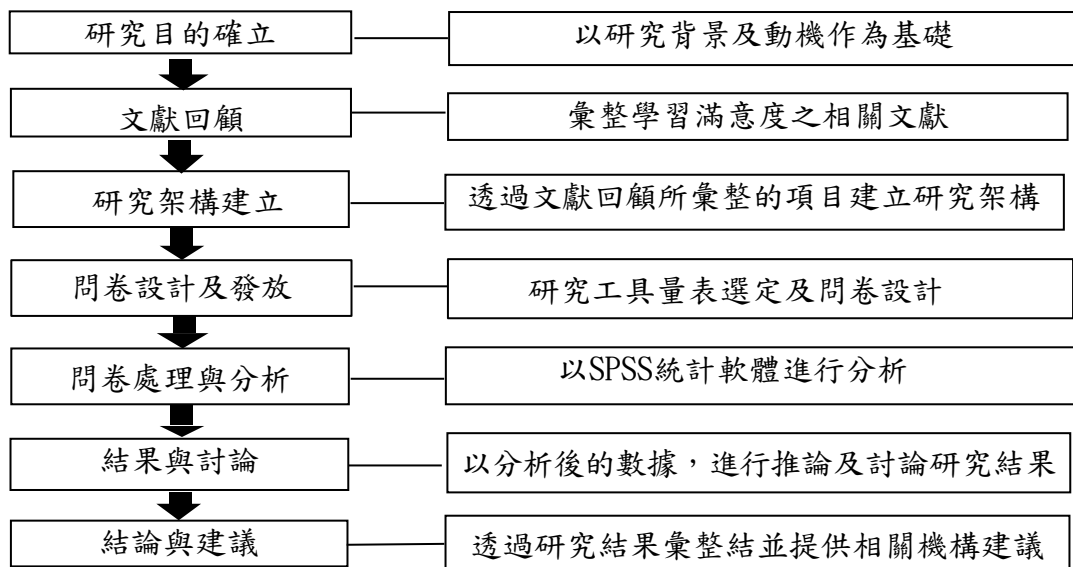 研究目的確立
以研究背景及動機作為基礎
文獻回顧
彙整學習滿意度之相關文獻
研究架構建立
透過文獻回顧所彙整的項目建立研究架構
問卷設計及發放
研究工具量表選定及問卷設計
問卷處理與分析
以SPSS統計軟體進行分析
結果與討論
以分析後的數據，進行推論及討論研究結果
結論與建議
透過研究結果彙整結並提供相關機構建議